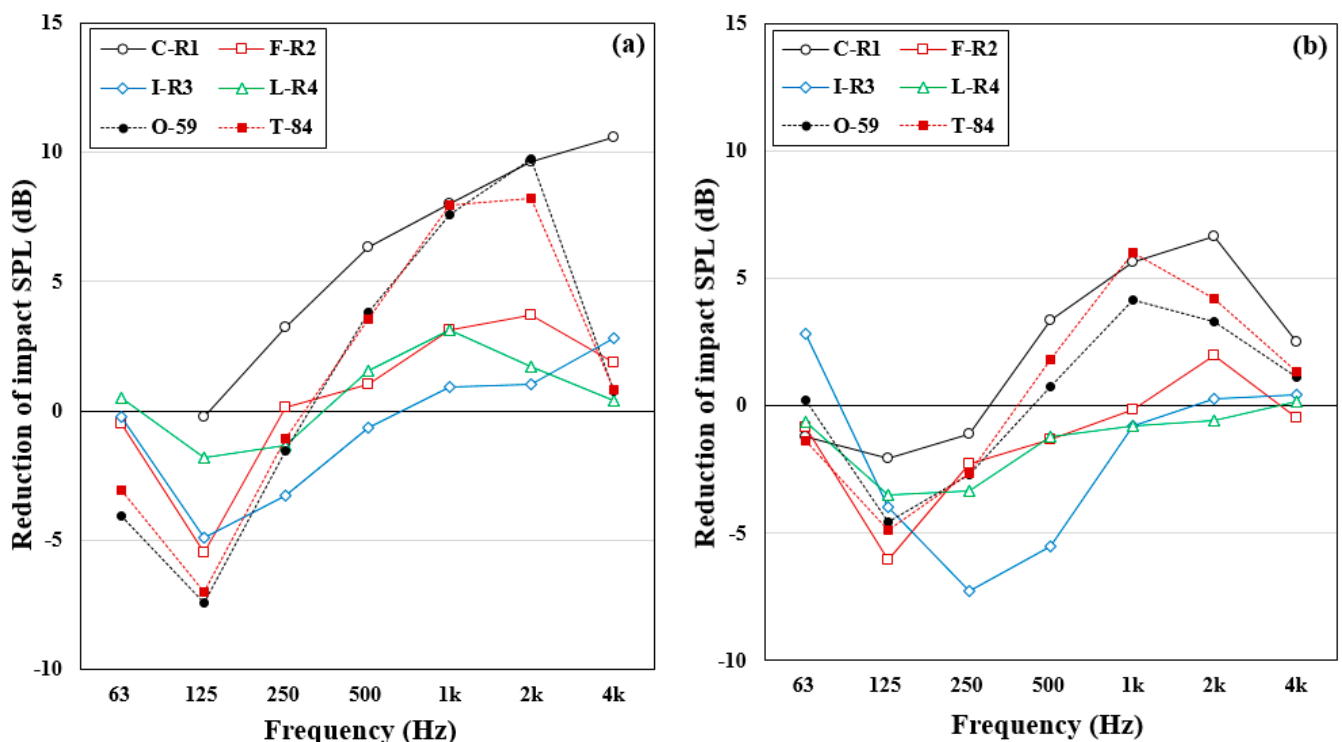 15
10
5
0
-5
-10
Reduction of impact SPL (dB)
C-R1 F-R2
I-R3 L-R4
O-59 T-84
(a)
63 125 250 500 1k 2k 4k
Frequency (Hz)
15
10
5
0
-5
-10
Reduction of impact SPL (dB)
C-R1 F-R2
I-R3 L-R4
O-59 T-84
(b)
63 125 250 500 1k 2k 4k
Frequency (Hz)